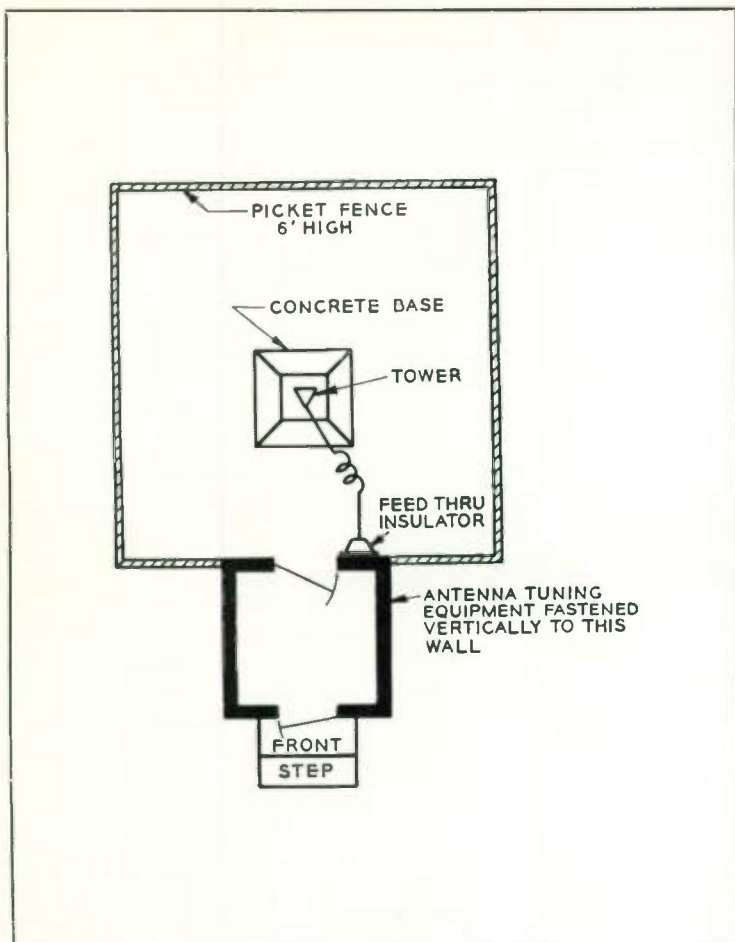 PICKET FENCE
6' HIGH
CONCRETE BASE
TOWER
FEED THRU
INSULATOR
ANTENNA TUNING
EQUIPMENT FASTENED
VERTICALLY TO THIS
WALL
FRONT
STEP